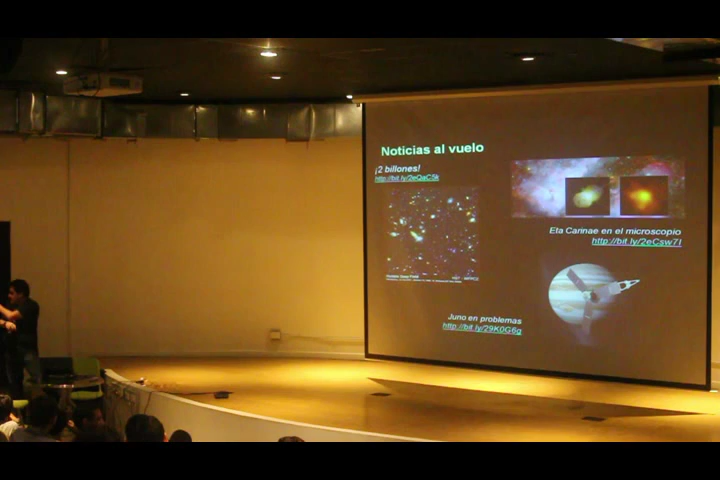 Noticias al vuelo
¡2 billones!
http://bit.ly/2eQaC5k
Eta Carinae en el microscopio
http://bit.ly/2eCsw7I
Juno en problemas
http://bit.ly/29K0G6g